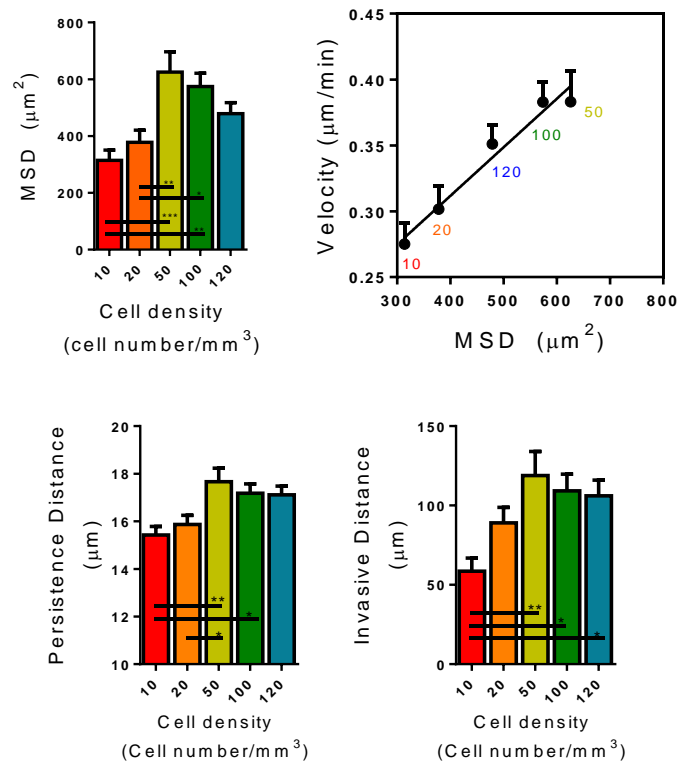 MSD (μm²)
800
600
400
200
0
**
*
***
**
10 20 50 100 120
Cell density
(cell number/mm³)
Velocity (μm/min)
0.45
0.40
0.35
0.30
0.25
50
100
120
20
10
300 400 500 600 700 800
MSD (μm²)
Persistence Distance
(μm)
20
18
16
14
12
10
**
*
*
10 20 50 100 120
Cell density
(Cell number/mm³)
Invasive Distance
(μm)
150
100
50
0
**
*
*
10 20 50 100 120
Cell density
(Cell number/mm³)